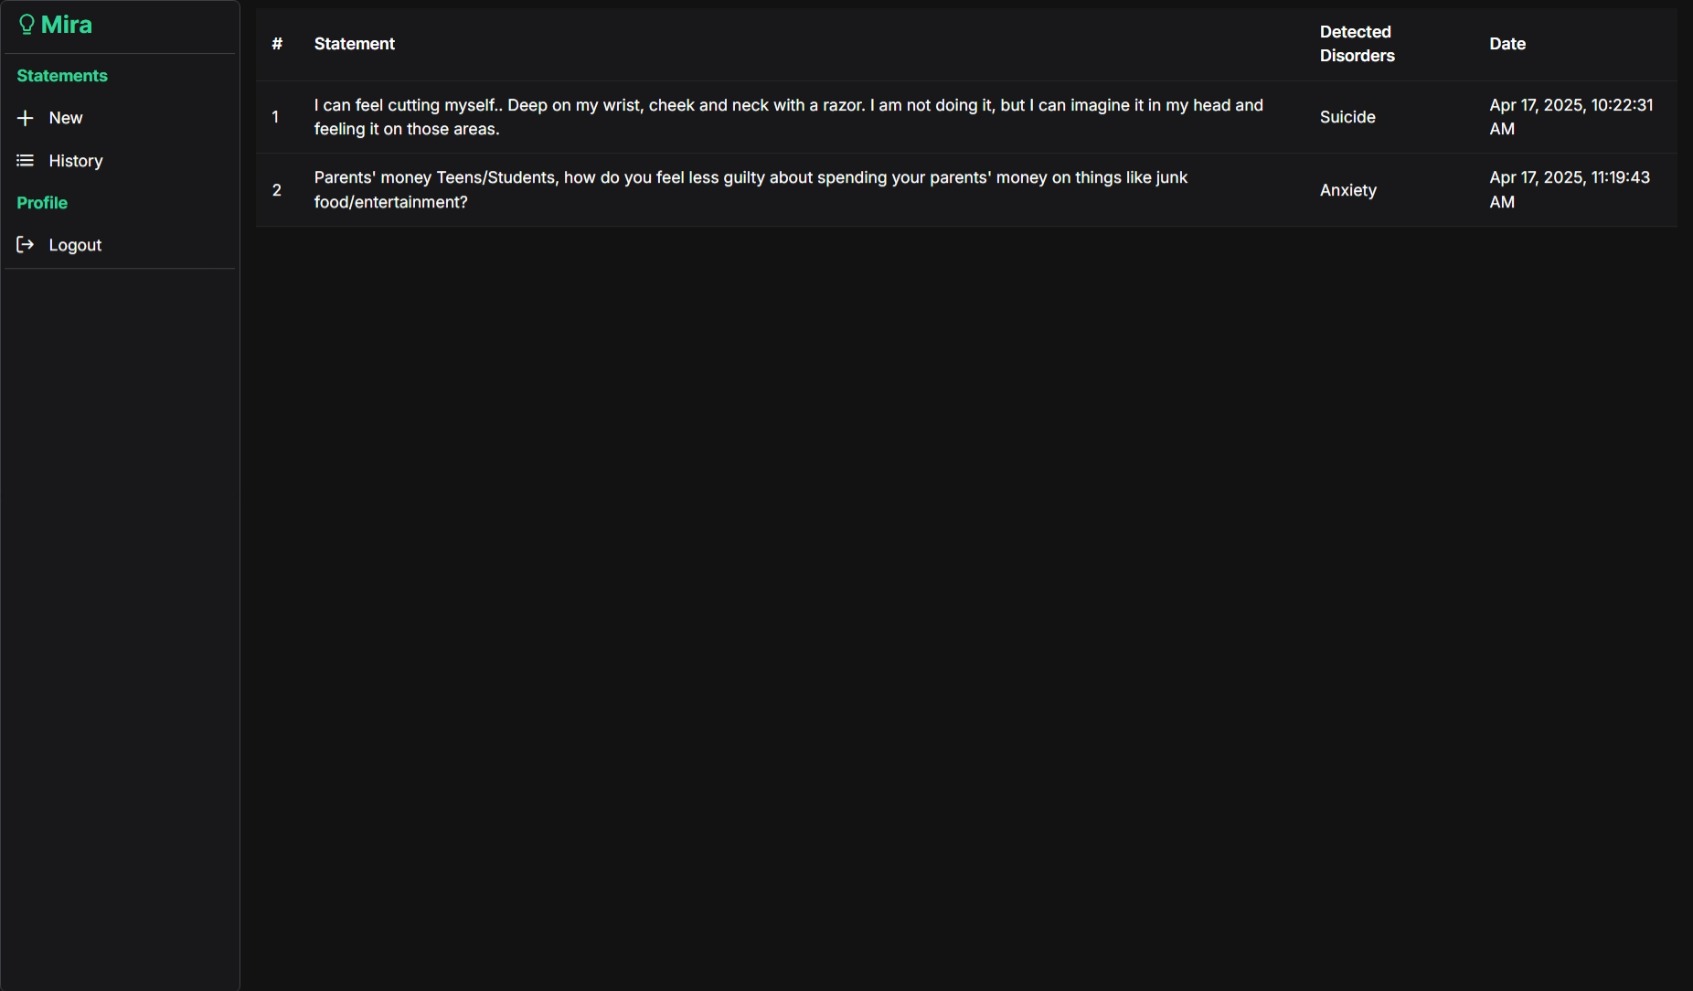 Mira
Statements
New
History
Profile
Logout
# Statement Detected Disorders Date
1 I can feel cutting myself.. Deep on my wrist, cheek and neck with a razor. I am not doing it, but I can imagine it in my head and
feeling it on those areas.
Suicide
Apr 17, 2025, 10:22:31
AM
2 Parents' money Teens/Students, how do you feel less guilty about spending your parents' money on things like junk
food/entertainment?
Anxiety
Apr 17, 2025, 11:19:43
AM